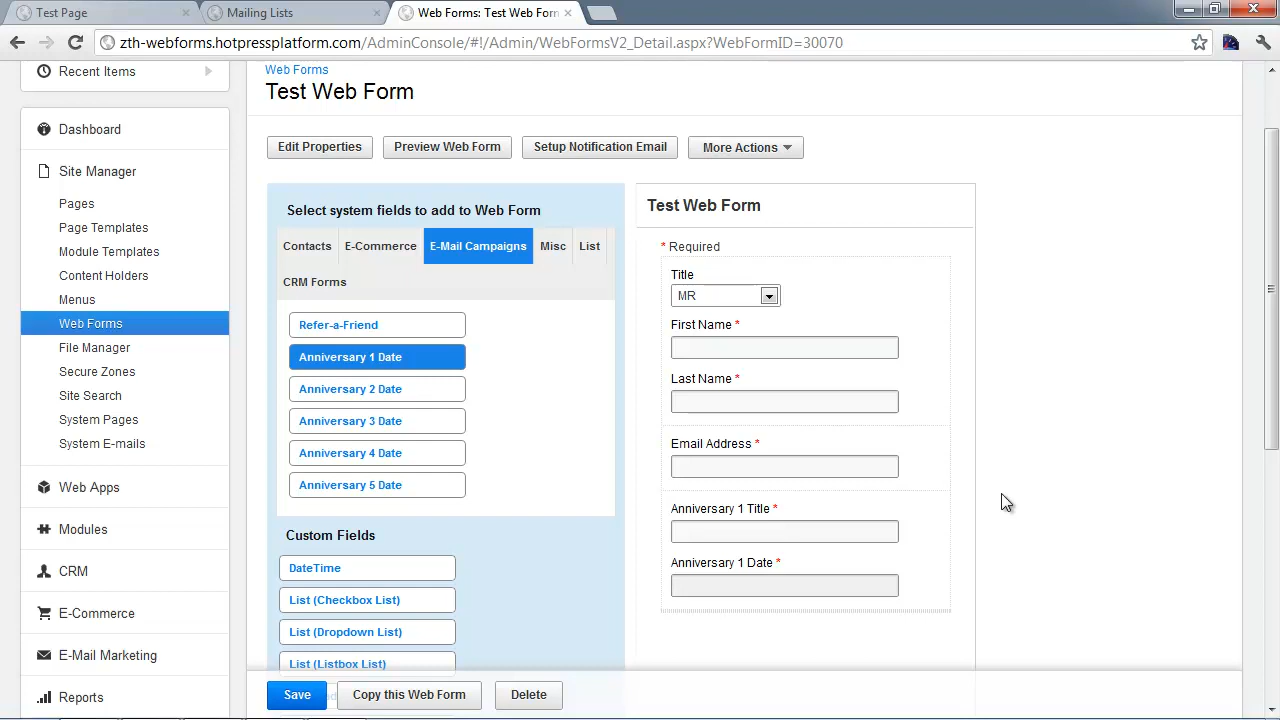 Test Page
Mailing Lists
Web Forms: Test Web Form
zth-webforms.hotpressplatform.com/AdminConsole/#!/Admin/WebFormsV2_Detail.aspx?WebFormID=30070
Recent Items
Dashboard
Site Manager
Pages
Page Templates
Module Templates
Content Holders
Menus
Web Forms
File Manager
Secure Zones
Site Search
System Pages
System E-mails
Web Apps
Modules
CRM
E-Commerce
E-Mail Marketing
Reports
Web Forms
Test Web Form
Edit Properties
Preview Web Form
Setup Notification Email
More Actions
Select system fields to add to Web Form
Contacts
E-Commerce
E-Mail Campaigns
Misc
List
CRM Forms
Refer-a-Friend
Anniversary 1 Date
Anniversary 2 Date
Anniversary 3 Date
Anniversary 4 Date
Anniversary 5 Date
Custom Fields
DateTime
List (Checkbox List)
List (Dropdown List)
List (Listbox List)
Test Web Form
* Required
Title
MR
First Name *
Last Name *
Email Address *
Anniversary 1 Title *
Anniversary 1 Date *
Save
Copy this Web Form
Delete